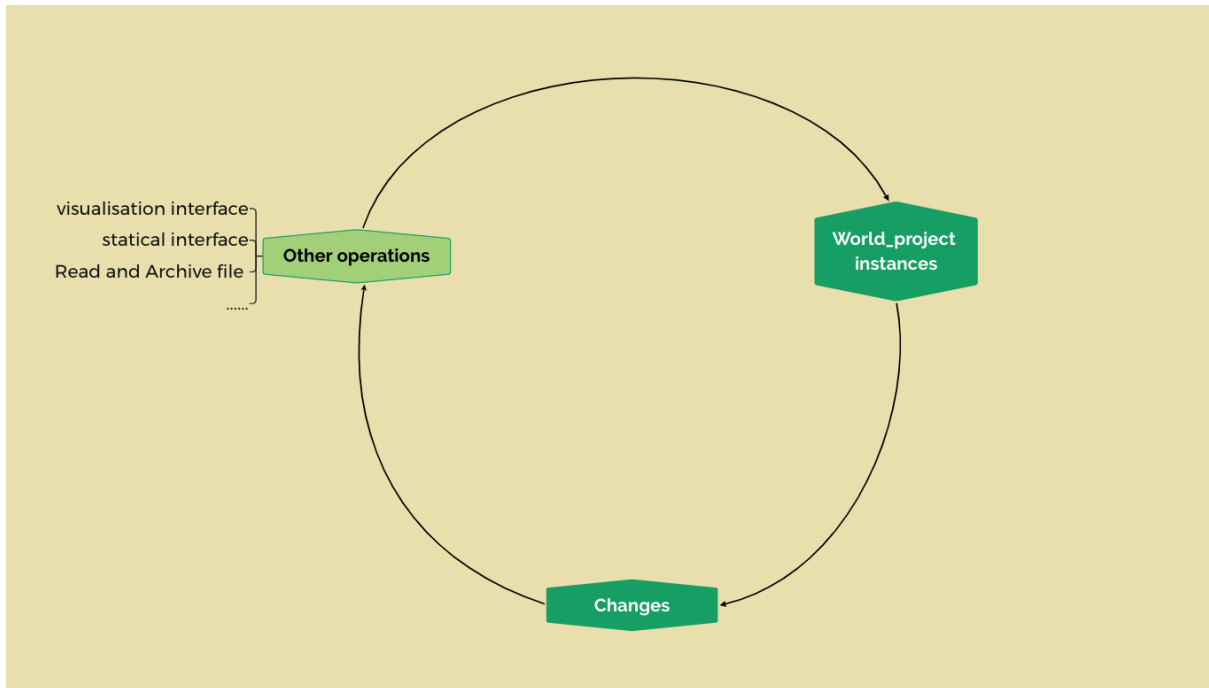 visualisation interface
statical interface
Read and Archive file
......
Other operations
World_project
instances
Changes